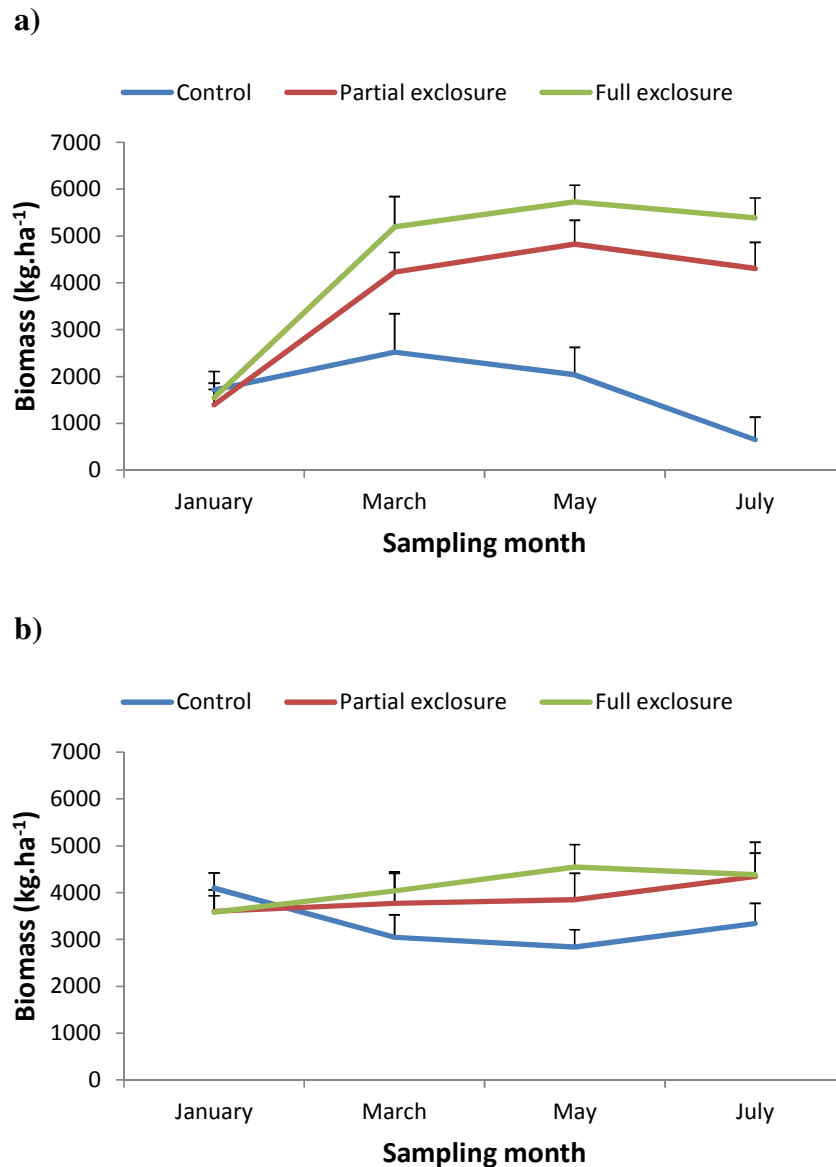 a)
Control Partial exclosure Full exclosure
7000
6000
5000
4000
3000
2000
1000
0
Biomass (kg.ha⁻¹)
January March May July
Sampling month
b)
Control Partial exclosure Full exclosure
7000
6000
5000
4000
3000
2000
1000
0
Biomass (kg.ha⁻¹)
January March May July
Sampling month